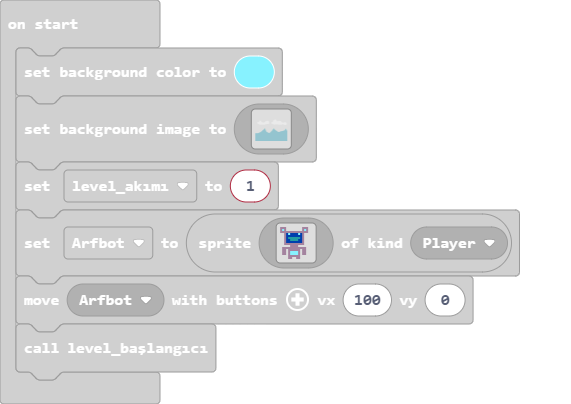 on start
set background color to
set background image to
set level_akımı to 1
set Arfbot to sprite of kind Player
move Arfbot with buttons vx 100 vy 0
call level_başlangıcı